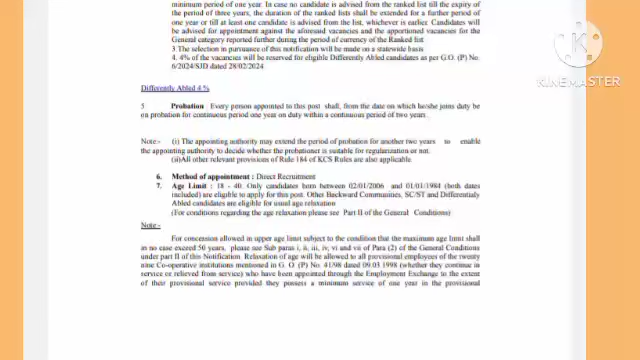 minimum period of one year. In case no candidate is advised from the ranked list till the expiry of
the period of three years, the duration of the ranked lists shall be extended for a further period of
one year or till at least one candidate is advised from the list, whichever is earlier. Candidates will
be advised for appointment against the aforesaid vacancies and the apportioned vacancies for the
General category reported further during the period of currency of the Ranked list
3 The selection in pursuance of this notification will be made on a statewide basis
4. 4% of the vacancies will be reserved for eligible Differently Abled candidates as per G.O. (P) No.
6/2024/SJD dated 28/02/2024
KINEMASTER
Differently Abled 4 %
5 Probation : Every person appointed to this post shall, from the date on which he/she joins duty be
on probation for continuous period one year on duty within a continuous period of two years .
Note:- (i) The appointing authority may extend the period of probation for another two years to enable
the appointing authority to decide whether the probationer is suitable for regularization or not.
(ii)All other relevant provisions of Rule 184 of KCS Rules are also applicable.
6. Method of appointment : Direct Recruitment
7. Age Limit : 18 - 40. Only candidates born between 02/01/2006 and 01/01/1984 (both dates
included) are eligible to apply for this post. Other Backward Communities, SC/ST and Differentialy
Abled candidates are eligible for usual age relaxation
(For conditions regarding the age relaxation please see Part II of the General Conditions)
Note:-
For concession allowed in upper age limit subject to the condition that the maximum age limit shall
in no case exceed 50 years, please see Sub paras i, ii, iii, iv, vi and vii of Para (2) of the General Conditions
under part II of this Notification. Relaxation of age will be allowed to all provisional employees of the twenty
nine Co-operative institutions mentioned in G. O. (P) No. 41/98 dated 09.03 1998 (whether they continue in
service or relieved from service) who have been appointed through the Employment Exchange to the extent
of their provisional service provided they possess a minimum service of one year in the provisional